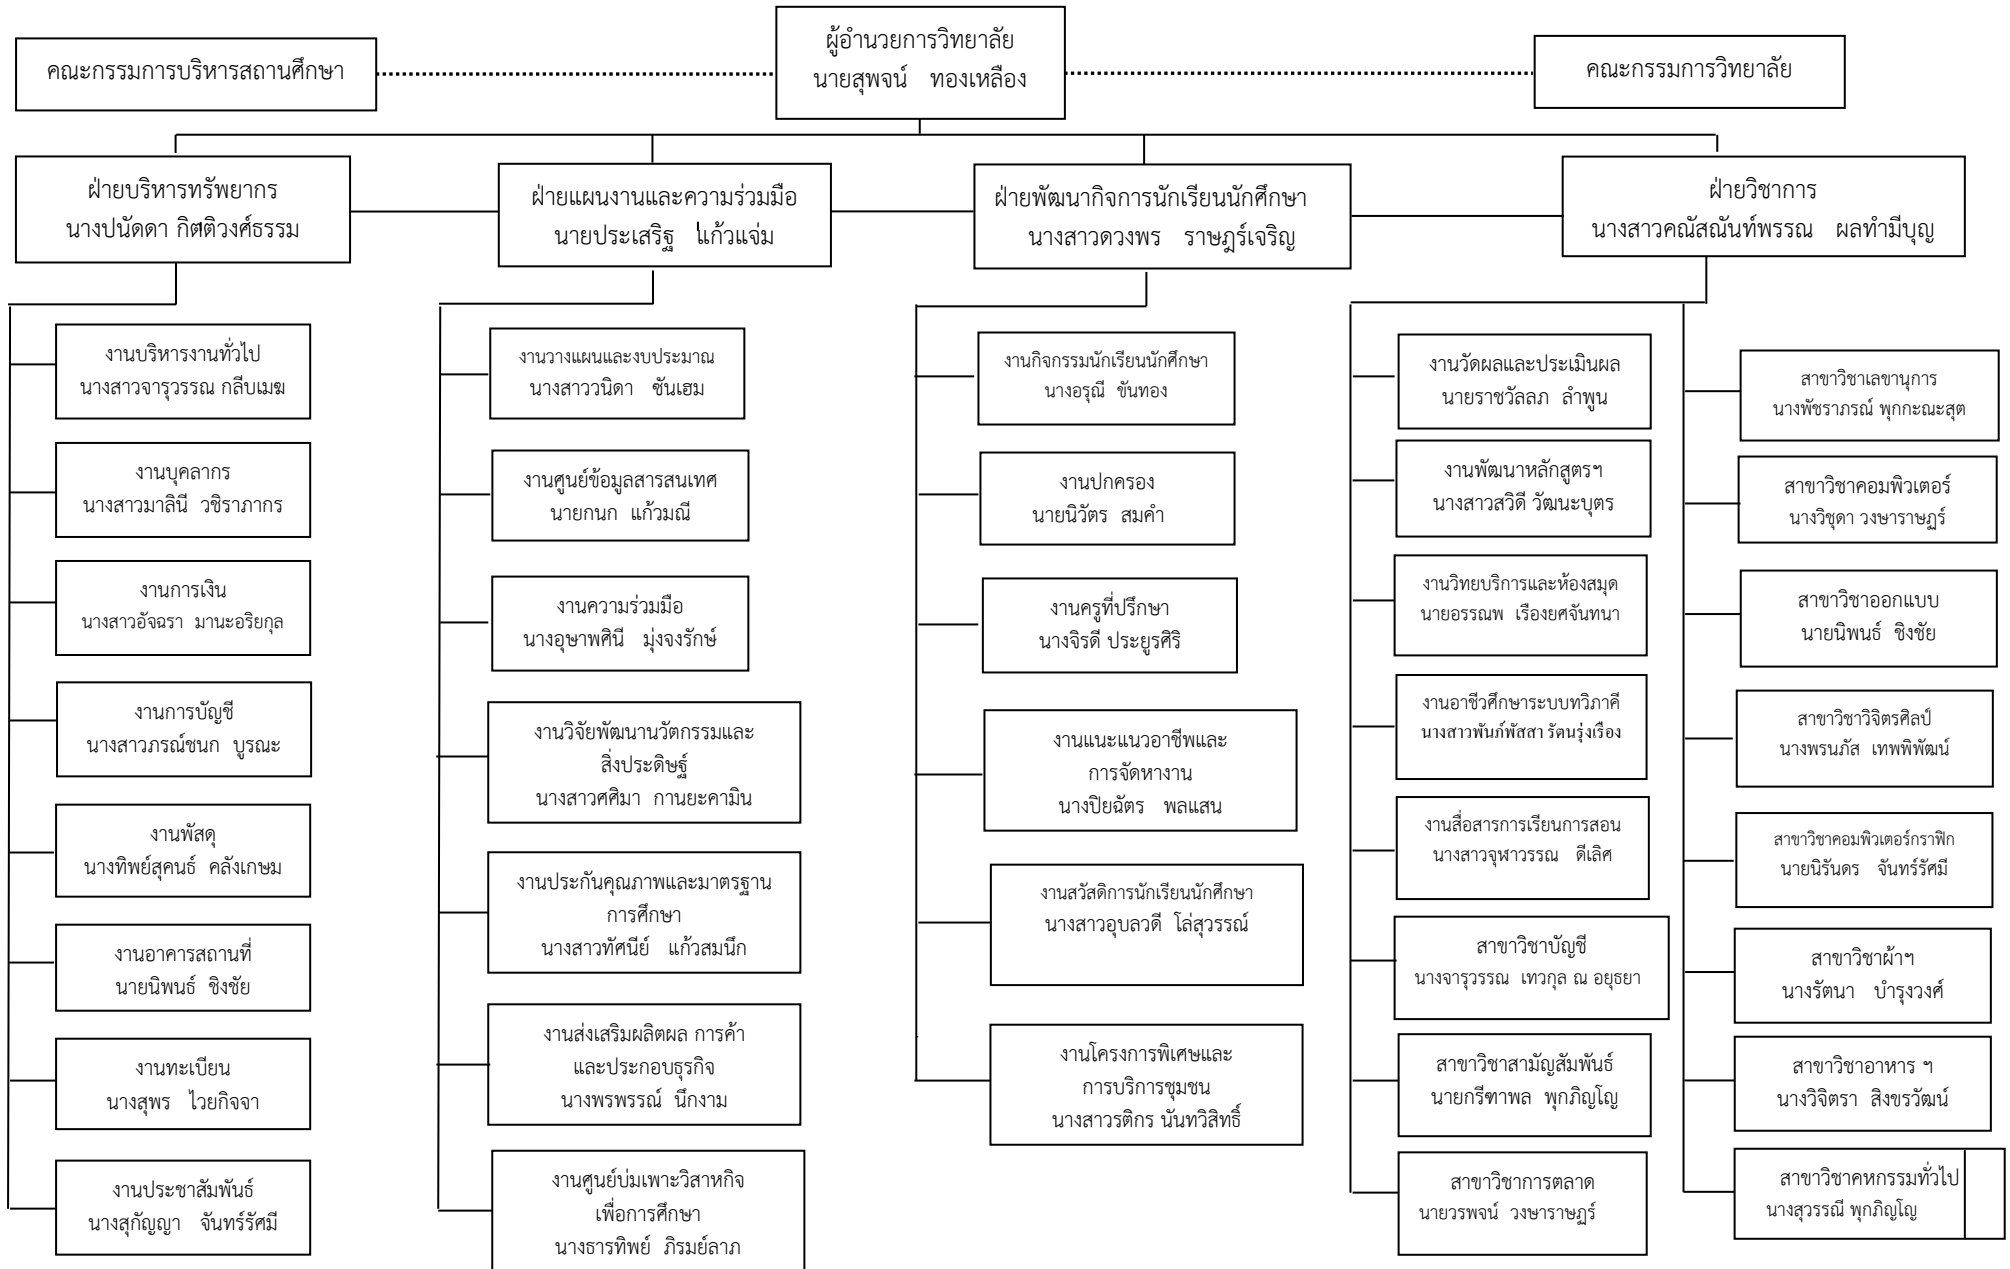 ผู้อำนวยการวิทยาลัย
นายสุพจน์ ทองเหลือง
คณะกรรมการบริหารสถานศึกษา
คณะกรรมการวิทยาลัย
ฝ่ายบริหารทรัพยากร
นางปนัดดา กิตติวงศ์ธรรม
ฝ่ายแผนงานและความร่วมมือ
นายประเสริฐ แก้วแจ่ม
ฝ่ายพัฒนากิจการนักเรียนนักศึกษา
นางสาวดวงพร ราษฎร์เจริญ
ฝ่ายวิชาการ
นางสาวคณัสณันท์พรรณ ผลทำมีบุญ
งานบริหารงานทั่วไป
นางสาวจารุวรรณ กลีบเมฆ
งานบุคลากร
นางสาวมาลินี วชิราภากร
งานการเงิน
นางสาวอัจฉรา มานะอริยกุล
งานการบัญชี
นางสาวภรณ์ชนก บูรณะ
งานพัสดุ
นางทิพย์สุคนธ์ คลังเกษม
งานอาคารสถานที่
นายนิพนธ์ ชิงชัย
งานทะเบียน
นางสุพร ไวยกิจจา
งานประชาสัมพันธ์
นางสุกัญญา จันทร์รัศมี
งานวางแผนและงบประมาณ
นางสาววนิดา ซันเฮม
งานศูนย์ข้อมูลสารสนเทศ
นายกนก แก้วมณี
งานความร่วมมือ
นางอุษาพศินี มุ่งจงรักษ์
งานวิจัยพัฒนานวัตกรรมและ
สิ่งประดิษฐ์
นางสาวศศิมา กานยะคามิน
งานประกันคุณภาพและมาตรฐาน
การศึกษา
นางสาวทัศนีย์ แก้วสมนึก
งานส่งเสริมผลิตผล การค้า
และประกอบธุรกิจ
นางพรพรรณ์ นึกงาม
งานศูนย์บ่มเพาะวิสาหกิจ
เพื่อการศึกษา
นางธารทิพย์ ภิรมย์ลาภ
งานกิจกรรมนักเรียนนักศึกษา
นางอรุณี ขันทอง
งานปกครอง
นายนิวัตร สมคำ
งานครูที่ปรึกษา
นางจิรดี ประยูรศิริ
งานแนะแนวอาชีพและ
การจัดหางาน
นางปิยฉัตร พลแสน
งานสวัสดิการนักเรียนนักศึกษา
นางสาวอุบลวดี โล่สุวรรณ์
งานโครงการพิเศษและ
การบริการชุมชน
นางสาวรติกร นันทวิสิทธิ์
งานวัดผลและประเมินผล
นายราชวัลลภ ลำพูน
งานพัฒนาหลักสูตรฯ
นางสาวสวิดี วัฒนะบุตร
งานวิทยบริการและห้องสมุด
นายอรรณพ เรืองยศจันทนา
งานอาชีวศึกษาระบบทวิภาคี
นางสาวพันภ์พัสสา รัตนรุ่งเรือง
งานสื่อสารการเรียนการสอน
นางสาวจุฬาวรรณ ดีเลิศ
สาขาวิชาบัญชี
นางจารุวรรณ เทวกุล ณ อยุธยา
สาขาวิชาสามัญสัมพันธ์
นายกรีฑาพล พุกภิญโญ
สาขาวิชาการตลาด
นายวรพจน์ วงษาราษฎร์
สาขาวิชาเลขานุการ
นางพัชราภรณ์ พุกกะณะสุต
สาขาวิชาคอมพิวเตอร์
นางวิชุดา วงษาราษฏร์
สาขาวิชาออกแบบ
นายนิพนธ์ ชิงชัย
สาขาวิชาวิจิตรศิลป์
นางพรนภัส เทพพิพัฒน์
สาขาวิชาคอมพิวเตอร์กราฟิก
นายนิรันดร จันทร์รัศมี
สาขาวิชาผ้าฯ
นางรัตนา บำรุงวงศ์
สาขาวิชาอาหาร ฯ
นางวิจิตรา สิงขรวัฒน์
สาขาวิชาคหกรรมทั่วไป
นางสุวรรณี พุกภิญโญ